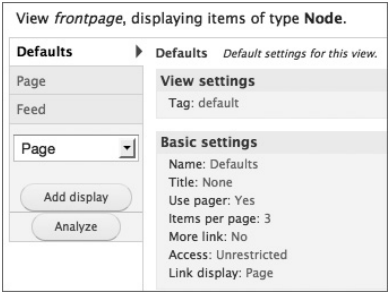 View frontpage, displaying items of type Node.
Defaults
Page
Feed
Page
Add display
Analyze
Defaults Default settings for this view.
View settings
Tag: default
Basic settings
Name: Defaults
Title: None
Use pager: Yes
Items per page: 3
More link: No
Access: Unrestricted
Link display: Page